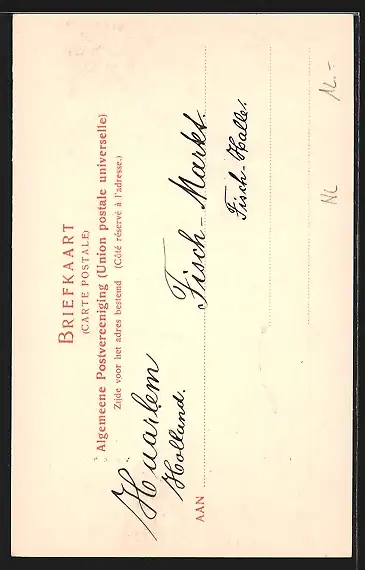 BRIEFKAART
(CARTE POSTALE)
Algemeene Postvereeniging (Union postale universelle)
Zijde voor het adres bestemd (Côté réservé à l'adresse.)
Haarlem
Holland.
AAN
Fisch-Markt.
Fisch-Halle.
NL
12.-